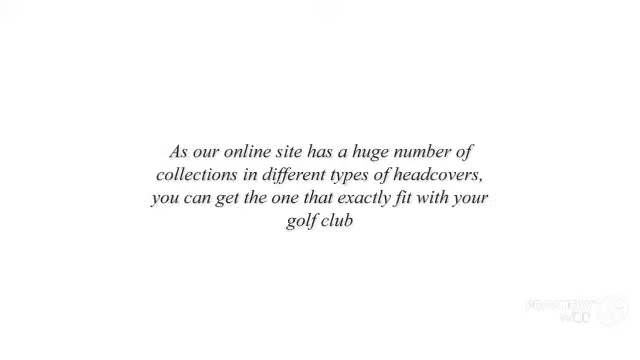 As our online site has a huge number of
collections in different types of headcovers,
you can get the one that exactly fit with your
golf club